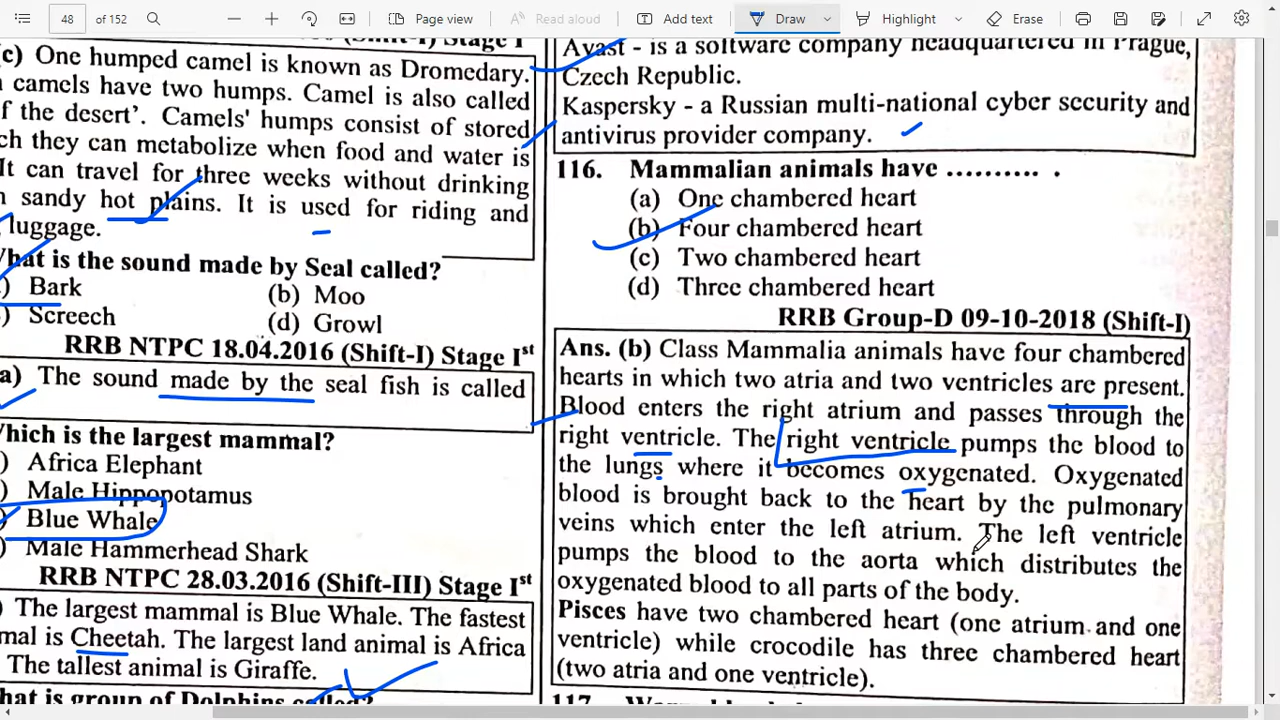 48 of 152
Page view
Read aloud
Add text
Draw
Highlight
Erase
(Shift-I) Stage I
(c) One humped camel is known as Dromedary.
camels have two humps. Camel is also called
f the desert'. Camels' humps consist of stored
ch they can metabolize when food and water is
It can travel for three weeks without drinking
sandy hot plains. It is used for riding and
luggage.
hat is the sound made by Seal called?
) Bark (b) Moo
) Screech (d) Growl
RRB NTPC 18.04.2016 (Shift-I) Stage Ist
a) The sound made by the seal fish is called
hich is the largest mammal?
) Africa Elephant
) Male Hippopotamus
Blue Whale
) Male Hammerhead Shark
RRB NTPC 28.03.2016 (Shift-III) Stage Ist
) The largest mammal is Blue Whale. The fastest
mal is Cheetah. The largest land animal is Africa
The tallest animal is Giraffe.
hat is group of Dolphins called?
Avast - is a software company headquartered in Prague,
Czech Republic.
Kaspersky - a Russian multi-national cyber security and
antivirus provider company.
116. Mammalian animals have .......... .
(a) One chambered heart
(b) Four chambered heart
(c) Two chambered heart
(d) Three chambered heart
RRB Group-D 09-10-2018 (Shift-I)
Ans. (b) Class Mammalia animals have four chambered
hearts in which two atria and two ventricles are present.
Blood enters the right atrium and passes through the
right ventricle. The right ventricle pumps the blood to
the lungs where it becomes oxygenated. Oxygenated
blood is brought back to the heart by the pulmonary
veins which enter the left atrium. The left ventricle
pumps the blood to the aorta which distributes the
oxygenated blood to all parts of the body.
Pisces have two chambered heart (one atrium and one
ventricle) while crocodile has three chambered heart
(two atria and one ventricle).
117.